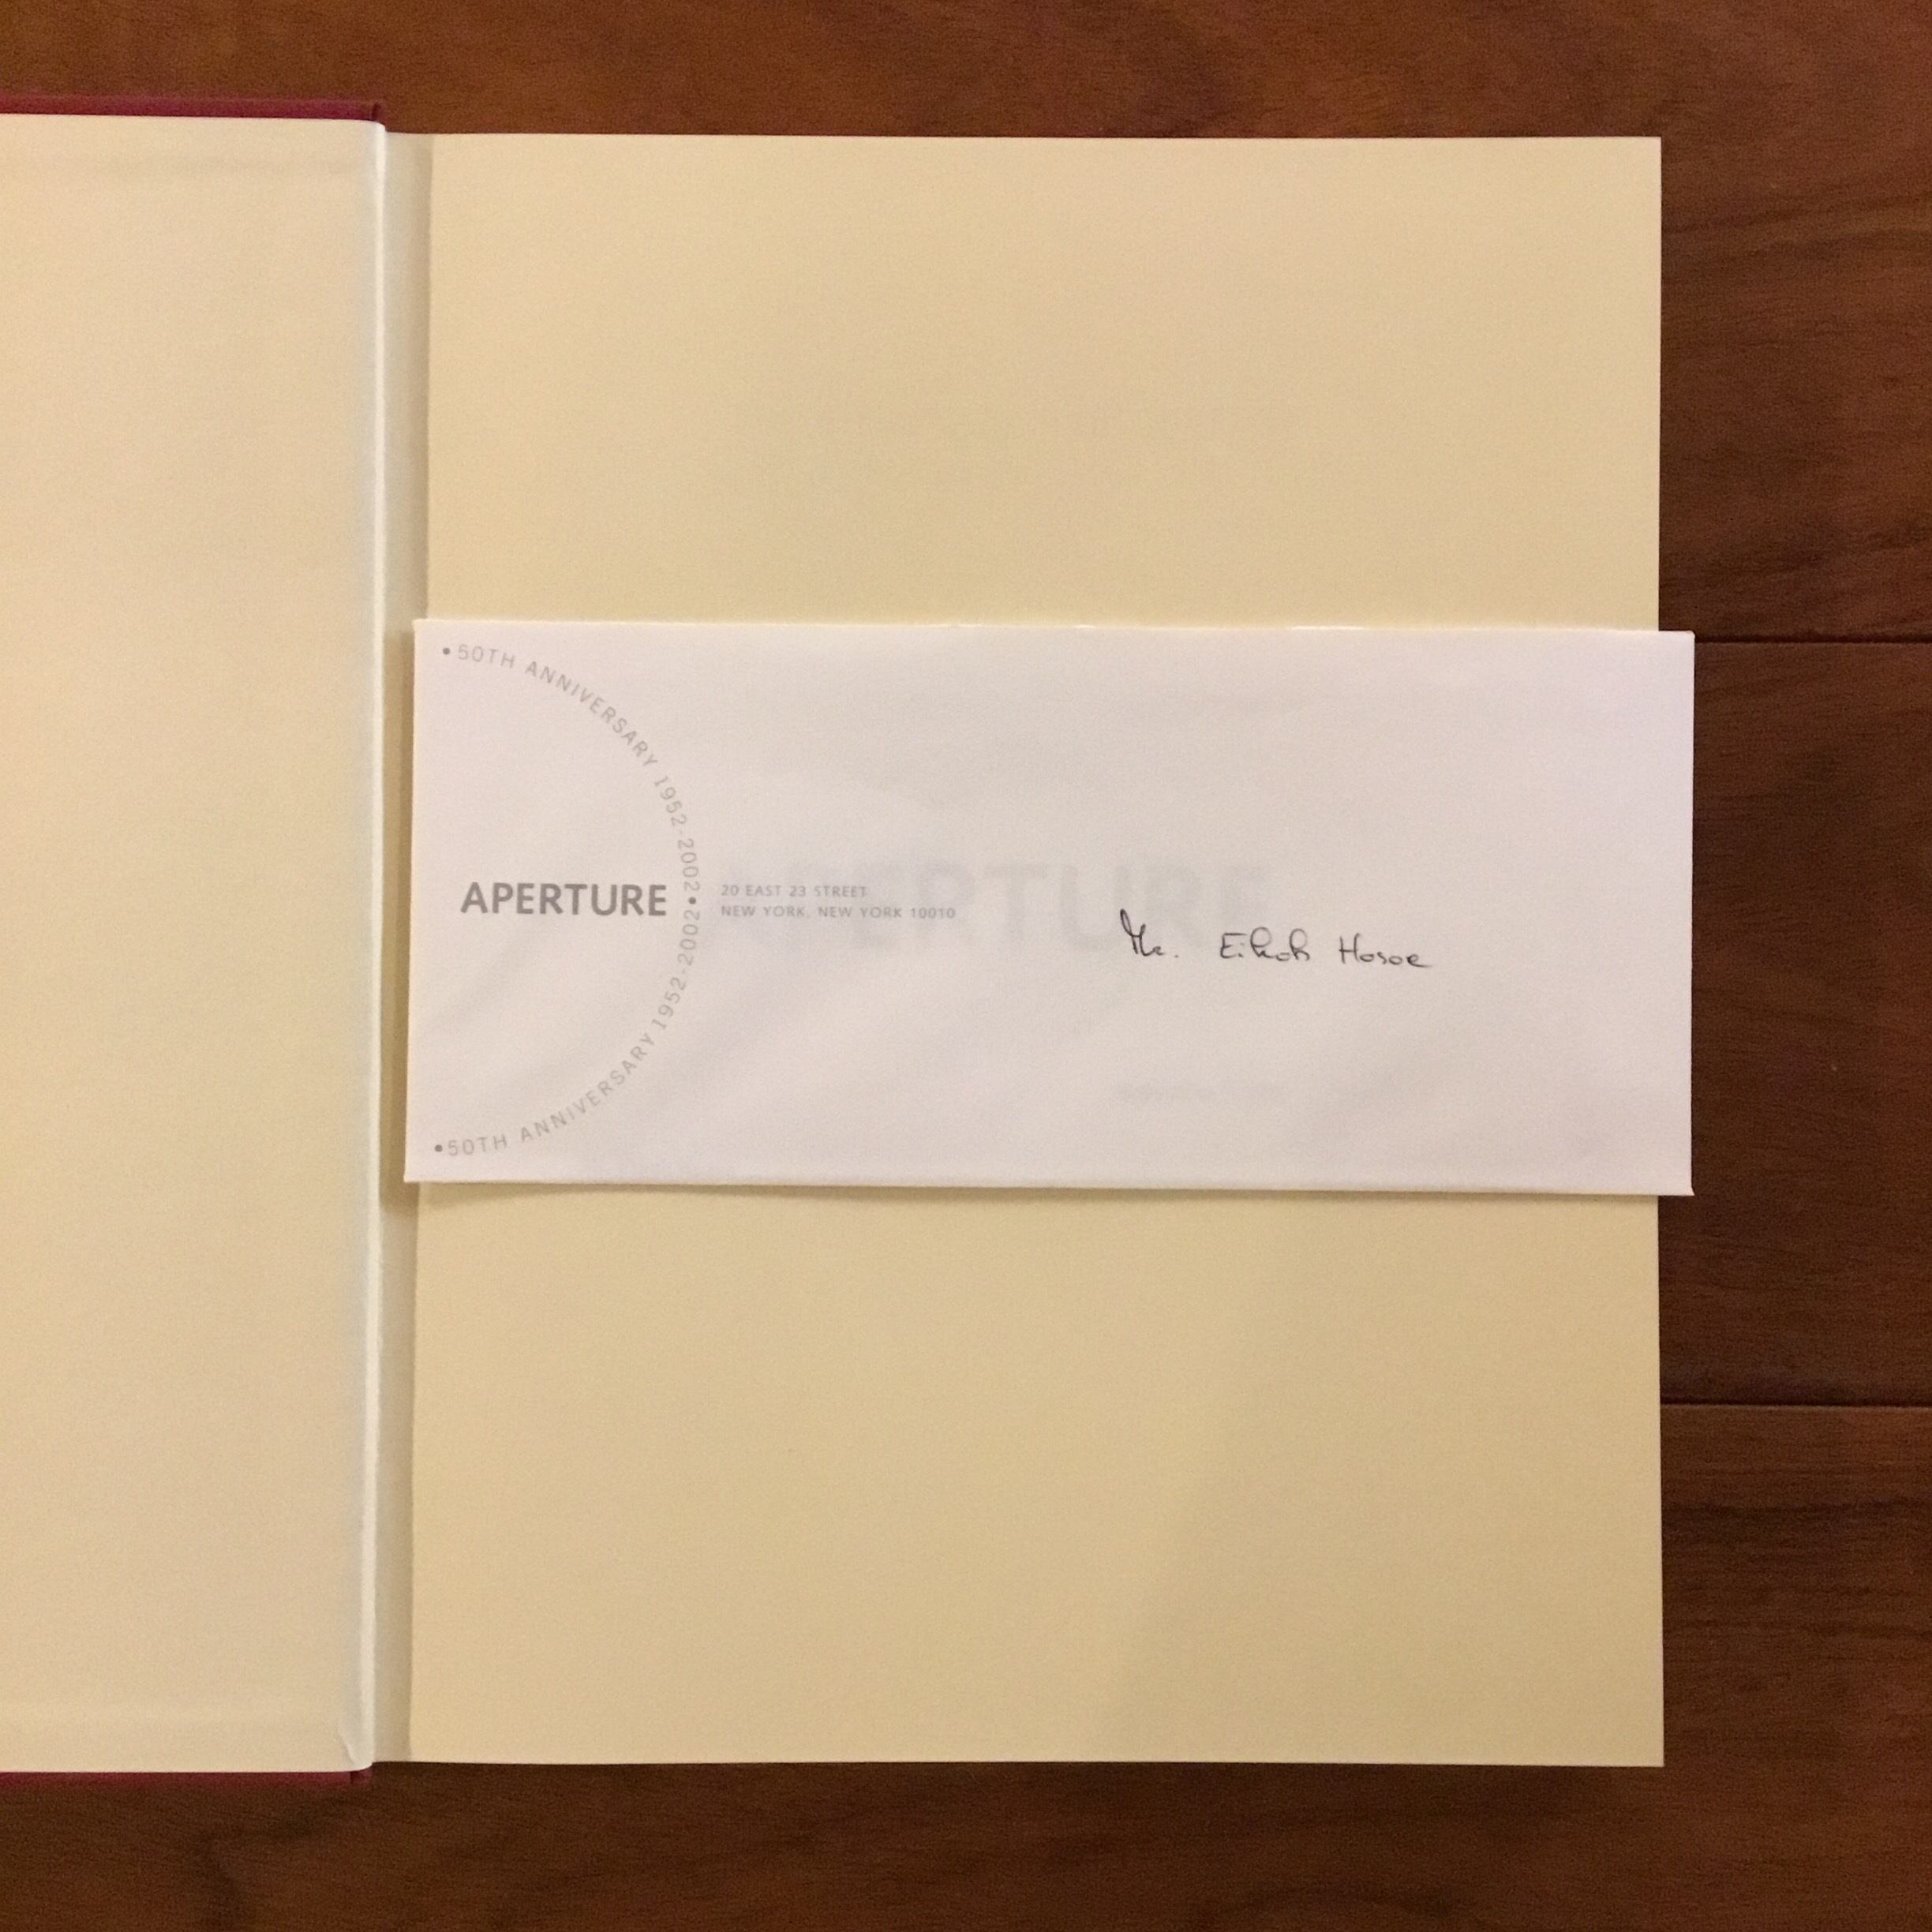 •50TH ANNIVERSARY 1952-2002•
APERTURE
20 EAST 23 STREET
NEW YORK, NEW YORK 10010
APERTURE
Mr. Eikoh Hosoe
•50TH ANNIVERSARY 1952-2002